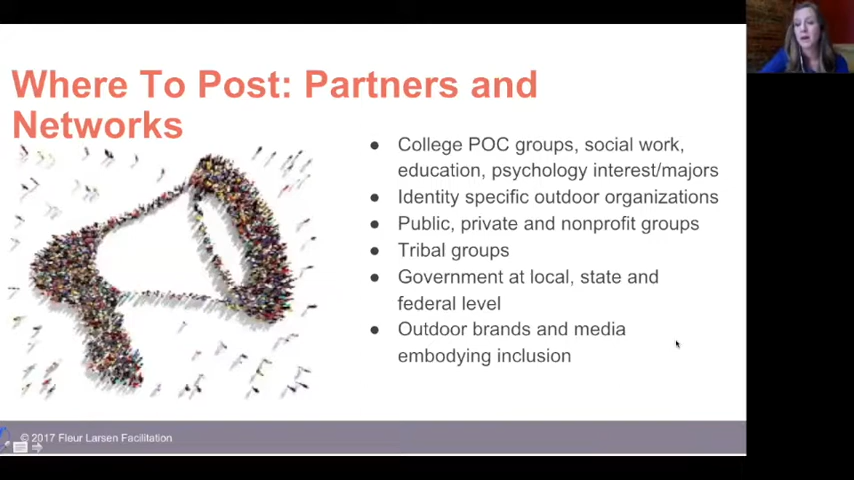 Where To Post: Partners and
Networks
● College POC groups, social work,
education, psychology interest/majors
● Identity specific outdoor organizations
● Public, private and nonprofit groups
● Tribal groups
● Government at local, state and
federal level
● Outdoor brands and media
embodying inclusion
© 2017 Fleur Larsen Facilitation